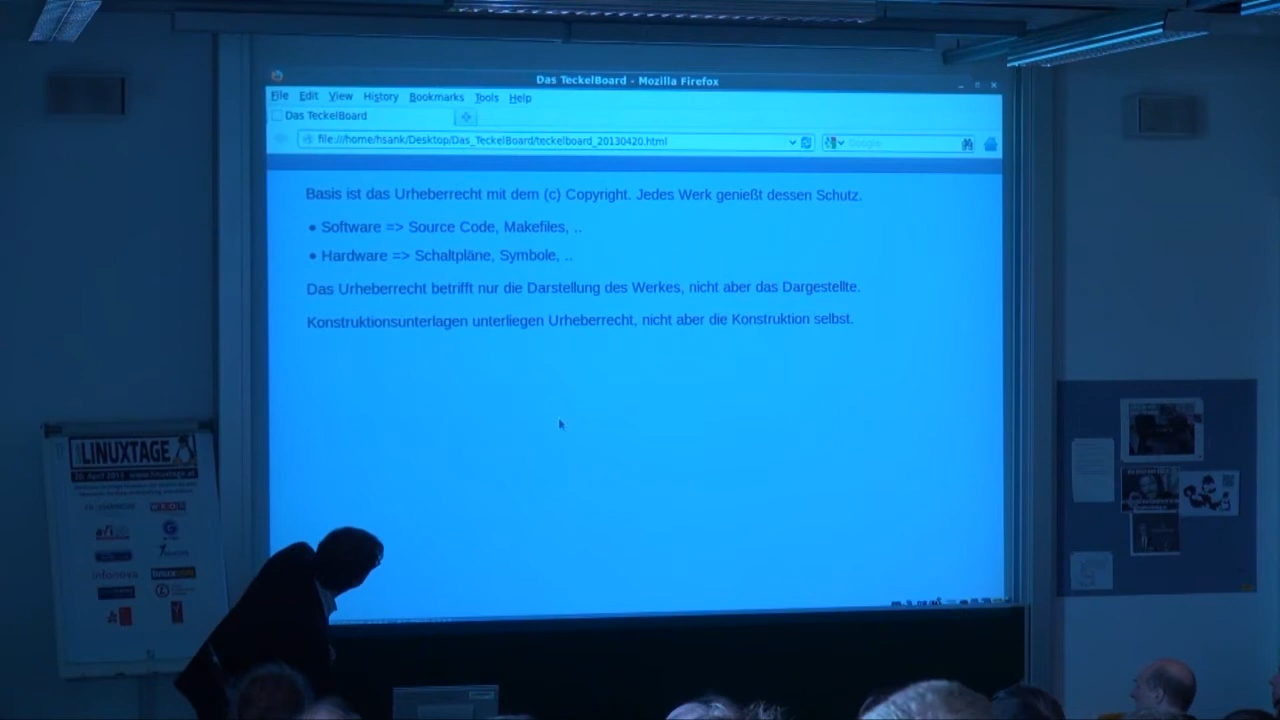 Das TeckelBoard - Mozilla Firefox
File Edit View History Bookmarks Tools Help
Das TeckelBoard
file:///home/hsank/Desktop/Das_TeckelBoard/teckelboard_20130420.html
Google
Basis ist das Urheberrecht mit dem (c) Copyright. Jedes Werk genießt dessen Schutz.
• Software => Source Code, Makefiles, ..
• Hardware => Schaltpläne, Symbole, ..
Das Urheberrecht betrifft nur die Darstellung des Werkes, nicht aber das Dargestellte.
Konstruktionsunterlagen unterliegen Urheberrecht, nicht aber die Konstruktion selbst.
LINUXTAGE
infonova